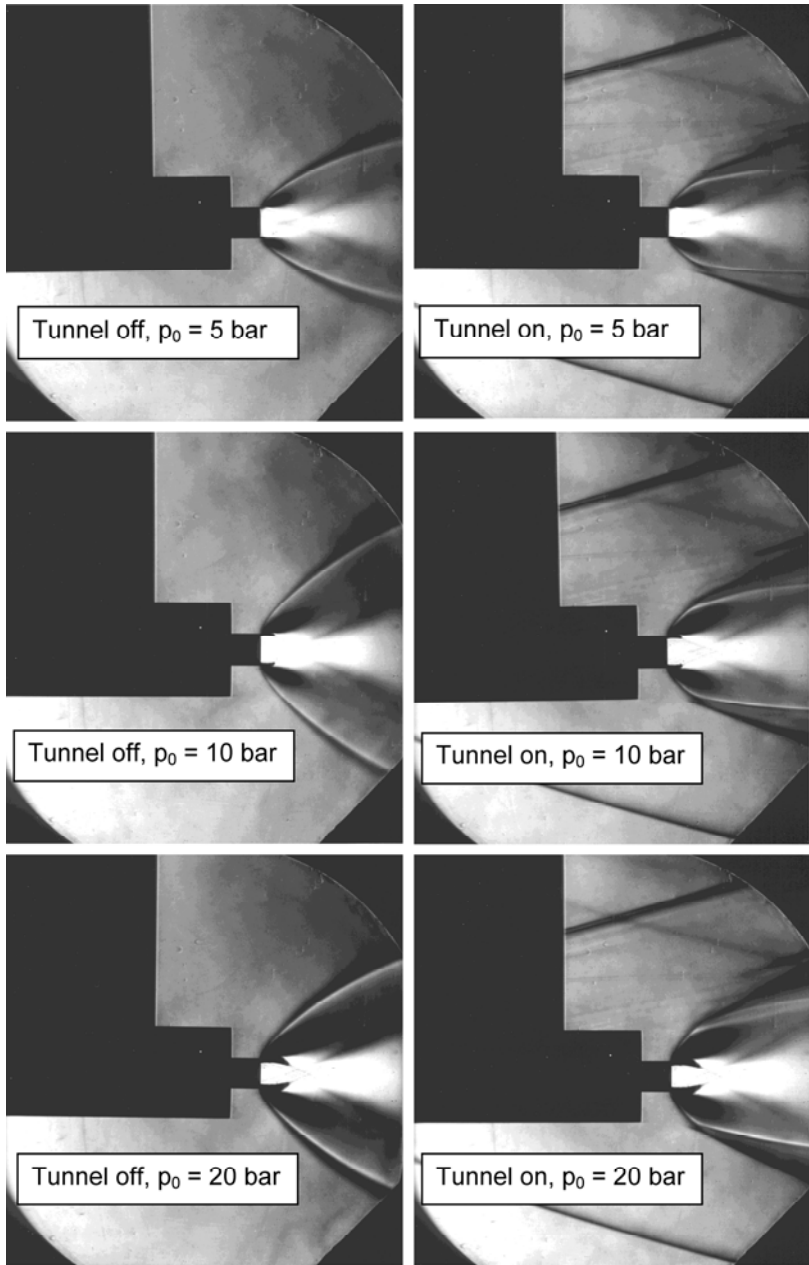 Tunnel off, p₀ = 5 bar
Tunnel on, p₀ = 5 bar
Tunnel off, p₀ = 10 bar
Tunnel on, p₀ = 10 bar
Tunnel off, p₀ = 20 bar
Tunnel on, p₀ = 20 bar